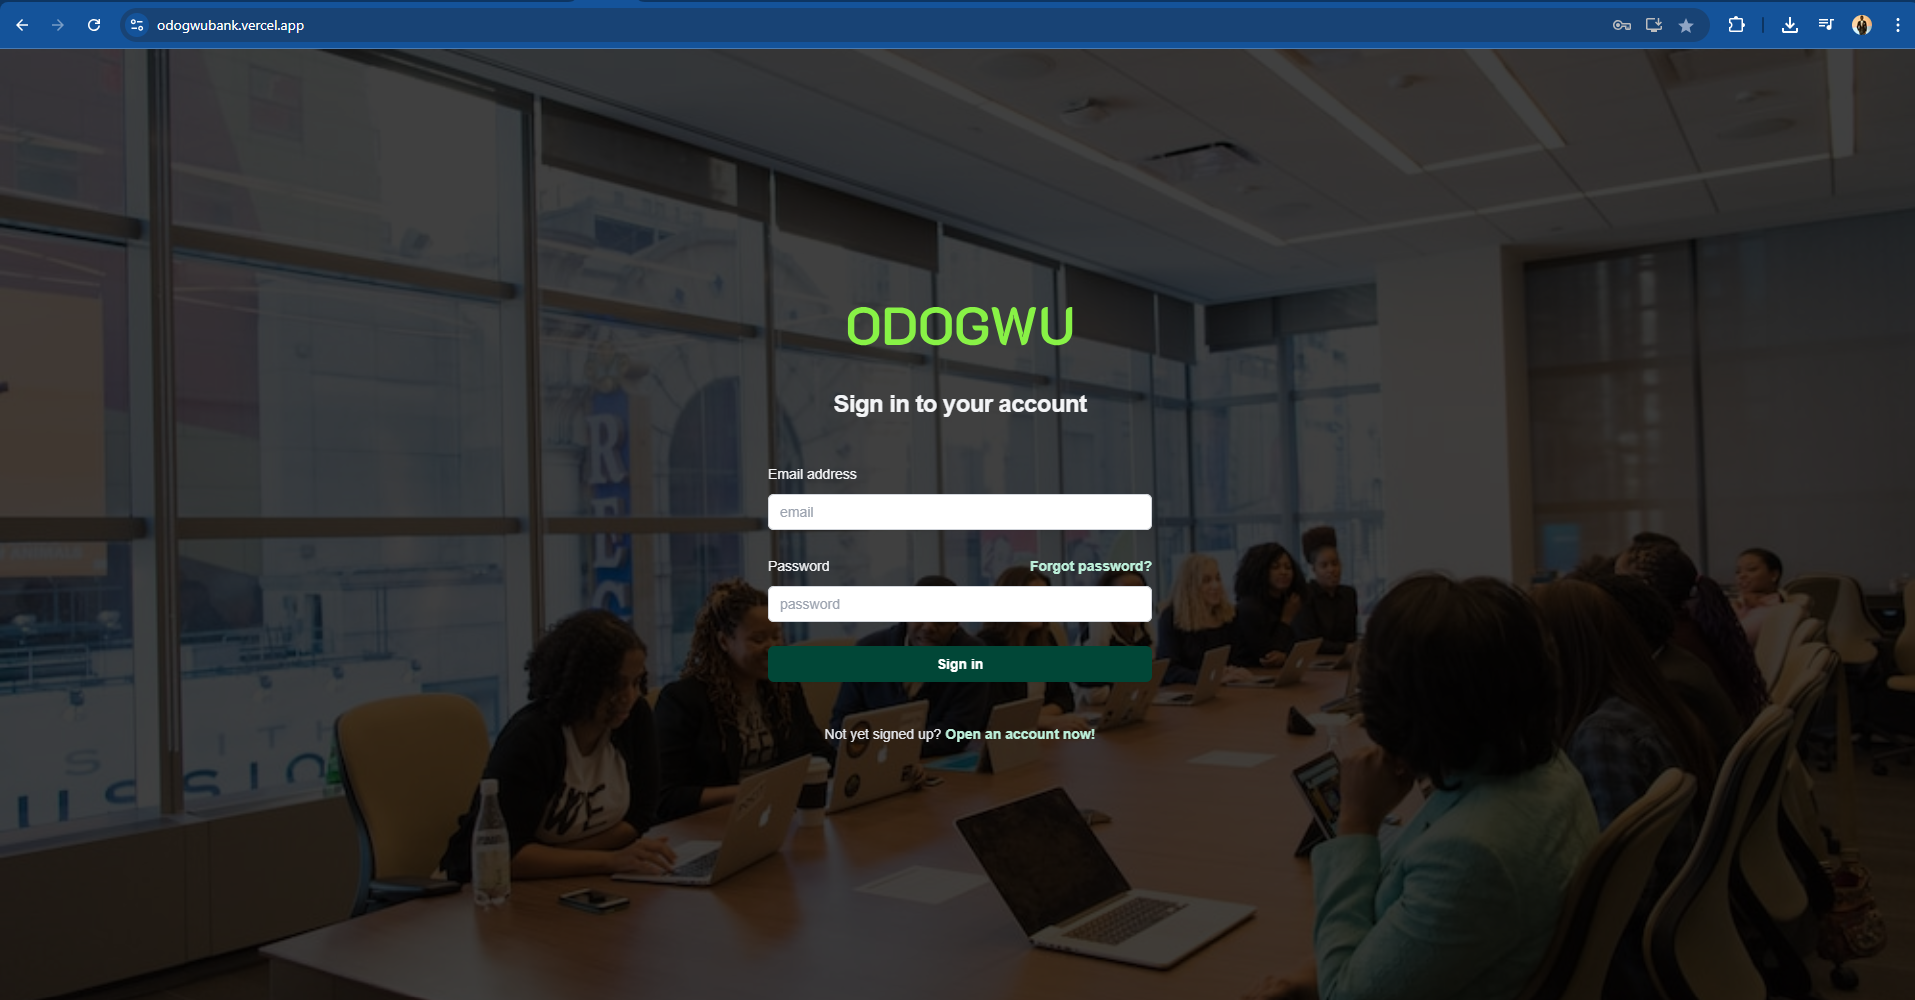 odogwubank.vercel.app
ODOGWU
Sign in to your account
Email address
email
Password Forgot password?
password
Sign in
Not yet signed up? Open an account now!